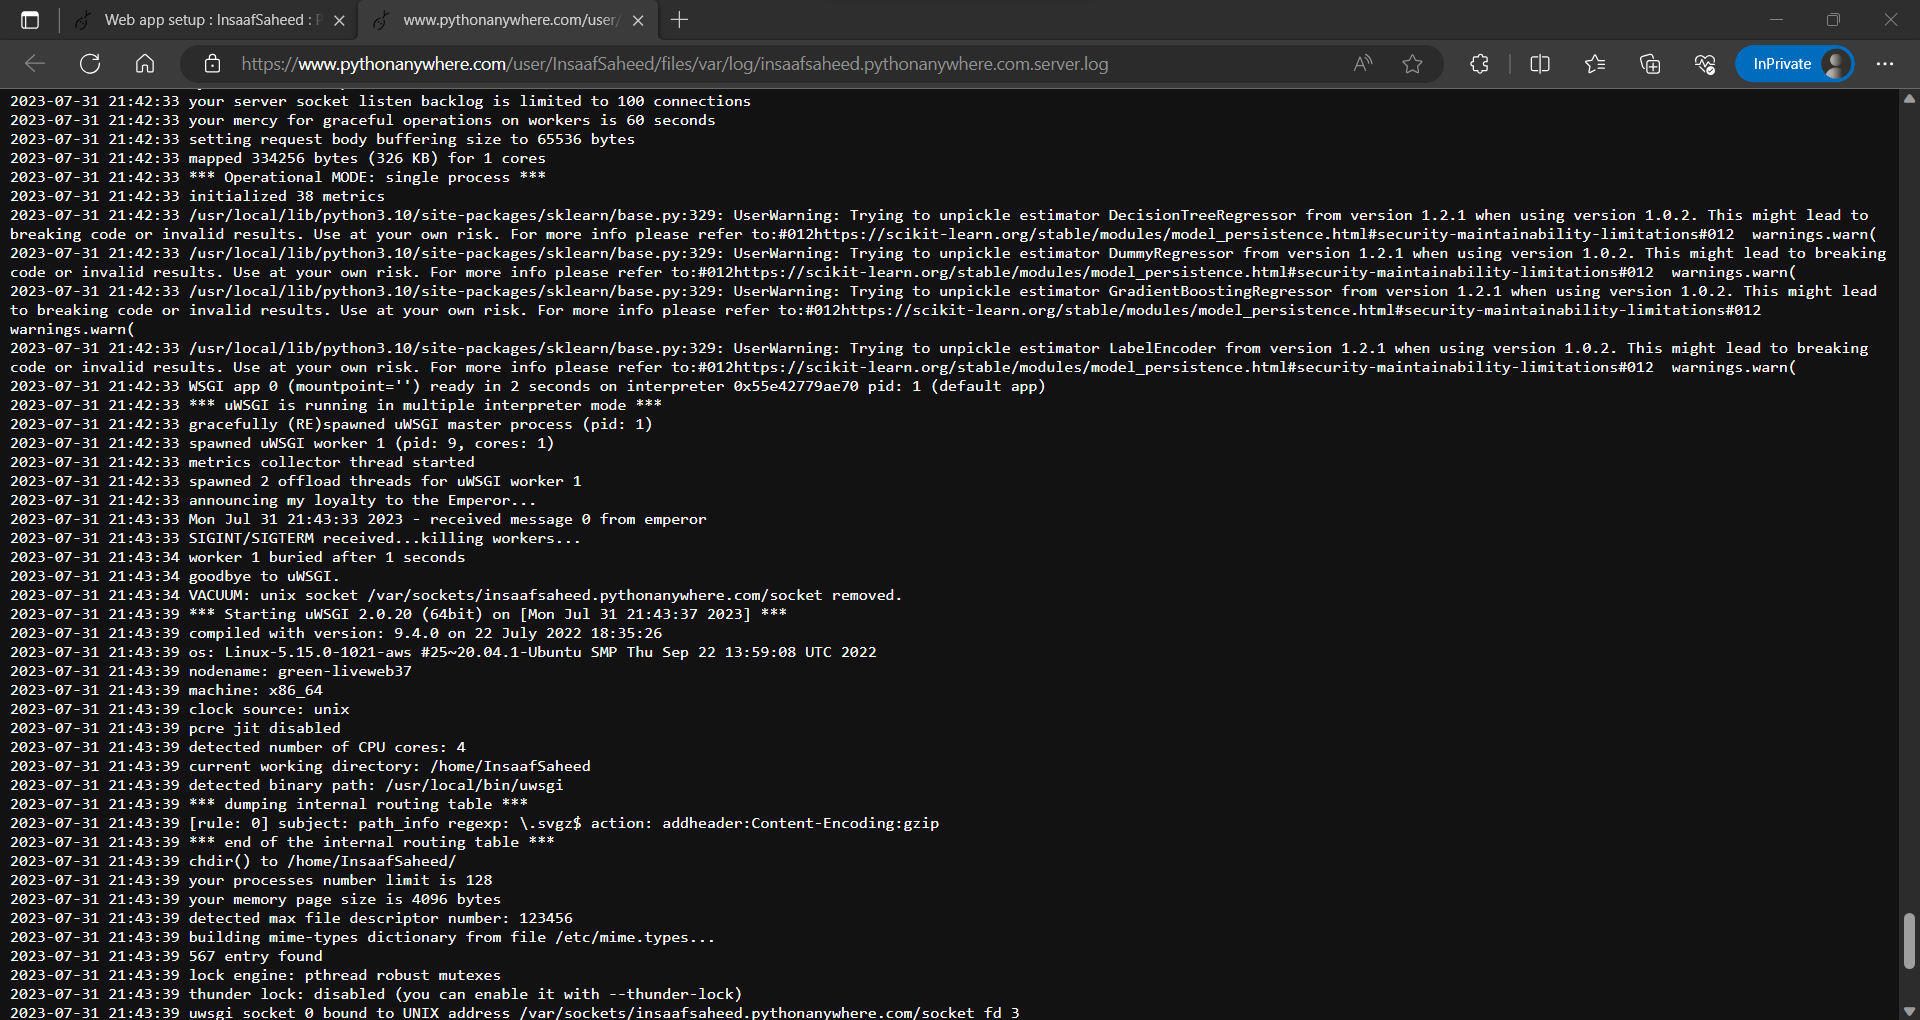 Web app setup : InsaafSaheed : P
www.pythonanywhere.com/user/
https://www.pythonanywhere.com/user/InsaafSaheed/files/var/log/insaafsaheed.pythonanywhere.com.server.log
InPrivate
2023-07-31 21:42:33 your server socket listen backlog is limited to 100 connections
2023-07-31 21:42:33 your mercy for graceful operations on workers is 60 seconds
2023-07-31 21:42:33 setting request body buffering size to 65536 bytes
2023-07-31 21:42:33 mapped 334256 bytes (326 KB) for 1 cores
2023-07-31 21:42:33 *** Operational MODE: single process ***
2023-07-31 21:42:33 initialized 38 metrics
2023-07-31 21:42:33 /usr/local/lib/python3.10/site-packages/sklearn/base.py:329: UserWarning: Trying to unpickle estimator DecisionTreeRegressor from version 1.2.1 when using version 1.0.2. This might lead to
breaking code or invalid results. Use at your own risk. For more info please refer to:#012https://scikit-learn.org/stable/modules/model_persistence.html#security-maintainability-limitations#012  warnings.warn(
2023-07-31 21:42:33 /usr/local/lib/python3.10/site-packages/sklearn/base.py:329: UserWarning: Trying to unpickle estimator DummyRegressor from version 1.2.1 when using version 1.0.2. This might lead to breaking
code or invalid results. Use at your own risk. For more info please refer to:#012https://scikit-learn.org/stable/modules/model_persistence.html#security-maintainability-limitations#012  warnings.warn(
2023-07-31 21:42:33 /usr/local/lib/python3.10/site-packages/sklearn/base.py:329: UserWarning: Trying to unpickle estimator GradientBoostingRegressor from version 1.2.1 when using version 1.0.2. This might lead
to breaking code or invalid results. Use at your own risk. For more info please refer to:#012https://scikit-learn.org/stable/modules/model_persistence.html#security-maintainability-limitations#012
warnings.warn(
2023-07-31 21:42:33 /usr/local/lib/python3.10/site-packages/sklearn/base.py:329: UserWarning: Trying to unpickle estimator LabelEncoder from version 1.2.1 when using version 1.0.2. This might lead to breaking
code or invalid results. Use at your own risk. For more info please refer to:#012https://scikit-learn.org/stable/modules/model_persistence.html#security-maintainability-limitations#012  warnings.warn(
2023-07-31 21:42:33 WSGI app 0 (mountpoint='') ready in 2 seconds on interpreter 0x55e42779ae70 pid: 1 (default app)
2023-07-31 21:42:33 *** uWSGI is running in multiple interpreter mode ***
2023-07-31 21:42:33 gracefully (RE)spawned uWSGI master process (pid: 1)
2023-07-31 21:42:33 spawned uWSGI worker 1 (pid: 9, cores: 1)
2023-07-31 21:42:33 metrics collector thread started
2023-07-31 21:42:33 spawned 2 offload threads for uWSGI worker 1
2023-07-31 21:42:33 announcing my loyalty to the Emperor...
2023-07-31 21:43:33 Mon Jul 31 21:43:33 2023 - received message 0 from emperor
2023-07-31 21:43:33 SIGINT/SIGTERM received...killing workers...
2023-07-31 21:43:34 worker 1 buried after 1 seconds
2023-07-31 21:43:34 goodbye to uWSGI.
2023-07-31 21:43:34 VACUUM: unix socket /var/sockets/insaafsaheed.pythonanywhere.com/socket removed.
2023-07-31 21:43:39 *** Starting uWSGI 2.0.20 (64bit) on [Mon Jul 31 21:43:37 2023] ***
2023-07-31 21:43:39 compiled with version: 9.4.0 on 22 July 2022 18:35:26
2023-07-31 21:43:39 os: Linux-5.15.0-1021-aws #25~20.04.1-Ubuntu SMP Thu Sep 22 13:59:08 UTC 2022
2023-07-31 21:43:39 nodename: green-liveweb37
2023-07-31 21:43:39 machine: x86_64
2023-07-31 21:43:39 clock source: unix
2023-07-31 21:43:39 pcre jit disabled
2023-07-31 21:43:39 detected number of CPU cores: 4
2023-07-31 21:43:39 current working directory: /home/InsaafSaheed
2023-07-31 21:43:39 detected binary path: /usr/local/bin/uwsgi
2023-07-31 21:43:39 *** dumping internal routing table ***
2023-07-31 21:43:39 [rule: 0] subject: path_info regexp: \.svgz$ action: addheader:Content-Encoding:gzip
2023-07-31 21:43:39 *** end of the internal routing table ***
2023-07-31 21:43:39 chdir() to /home/InsaafSaheed/
2023-07-31 21:43:39 your processes number limit is 128
2023-07-31 21:43:39 your memory page size is 4096 bytes
2023-07-31 21:43:39 detected max file descriptor number: 123456
2023-07-31 21:43:39 building mime-types dictionary from file /etc/mime.types...
2023-07-31 21:43:39 567 entry found
2023-07-31 21:43:39 lock engine: pthread robust mutexes
2023-07-31 21:43:39 thunder lock: disabled (you can enable it with --thunder-lock)
2023-07-31 21:43:39 uwsgi socket 0 bound to UNIX address /var/sockets/insaafsaheed.pythonanywhere.com/socket fd 3